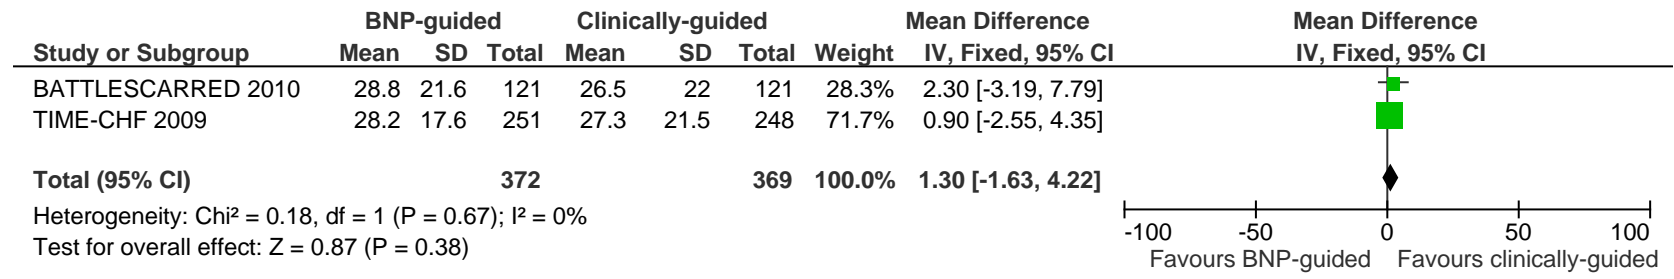 BNP-guided Clinically-guided Mean Difference Mean Difference
Study or Subgroup Mean SD Total Mean SD Total Weight IV, Fixed, 95% CI IV, Fixed, 95% CI
BATTLESCARRED 2010 28.8 21.6 121 26.5 22 121 28.3% 2.30 [-3.19, 7.79]
TIME-CHF 2009 28.2 17.6 251 27.3 21.5 248 71.7% 0.90 [-2.55, 4.35]
Total (95% CI) 372 369 100.0% 1.30 [-1.63, 4.22]
Heterogeneity: Chi² = 0.18, df = 1 (P = 0.67); I² = 0%
Test for overall effect: Z = 0.87 (P = 0.38)
-100 -50 0 50 100
Favours BNP-guided Favours clinically-guided